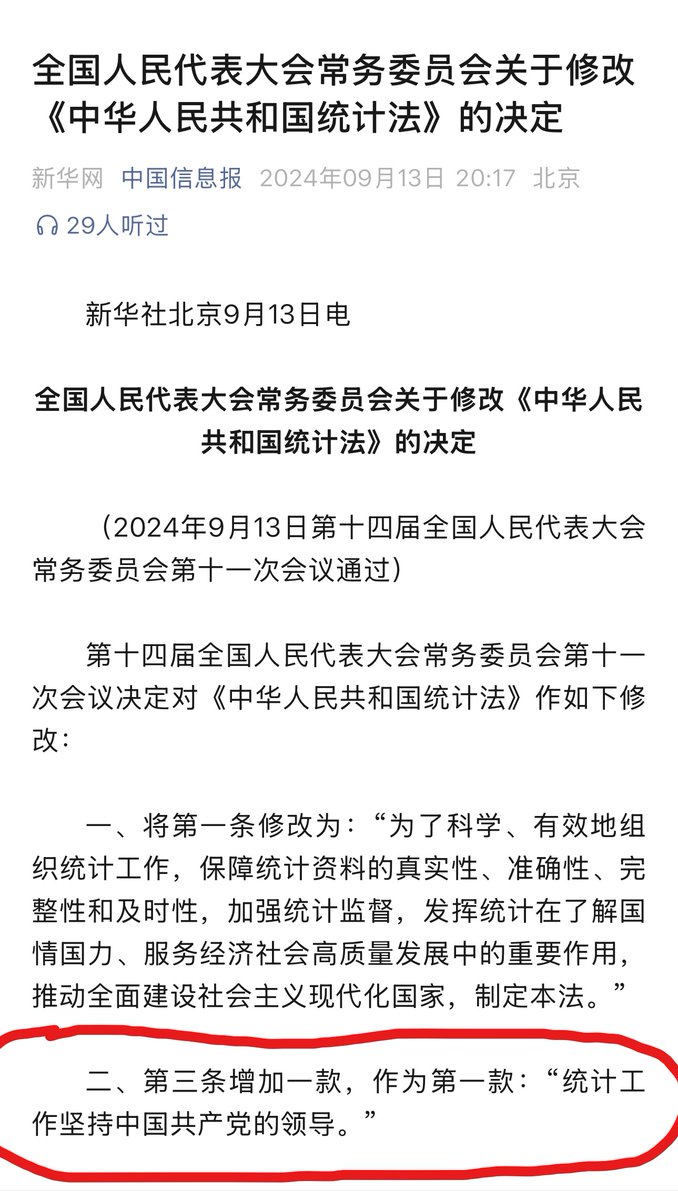 全国人民代表大会常务委员会关于修改
《中华人民共和国统计法》的决定
新华网 中国信息报 2024年09月13日 20:17 北京
29人听过
新华社北京9月13日电
全国人民代表大会常务委员会关于修改《中华人民
共和国统计法》的决定
（2024年9月13日第十四届全国人民代表大会
常务委员会第十一次会议通过）
第十四届全国人民代表大会常务委员会第十一
次会议决定对《中华人民共和国统计法》作如下修
改：
一、将第一条修改为：“为了科学、有效地组
织统计工作，保障统计资料的真实性、准确性、完
整性和及时性，加强统计监督，发挥统计在了解国
情国力、服务经济社会高质量发展中的重要作用，
推动全面建设社会主义现代化国家，制定本法。”
二、第三条增加一款，作为第一款：“统计工
作坚持中国共产党的领导。”